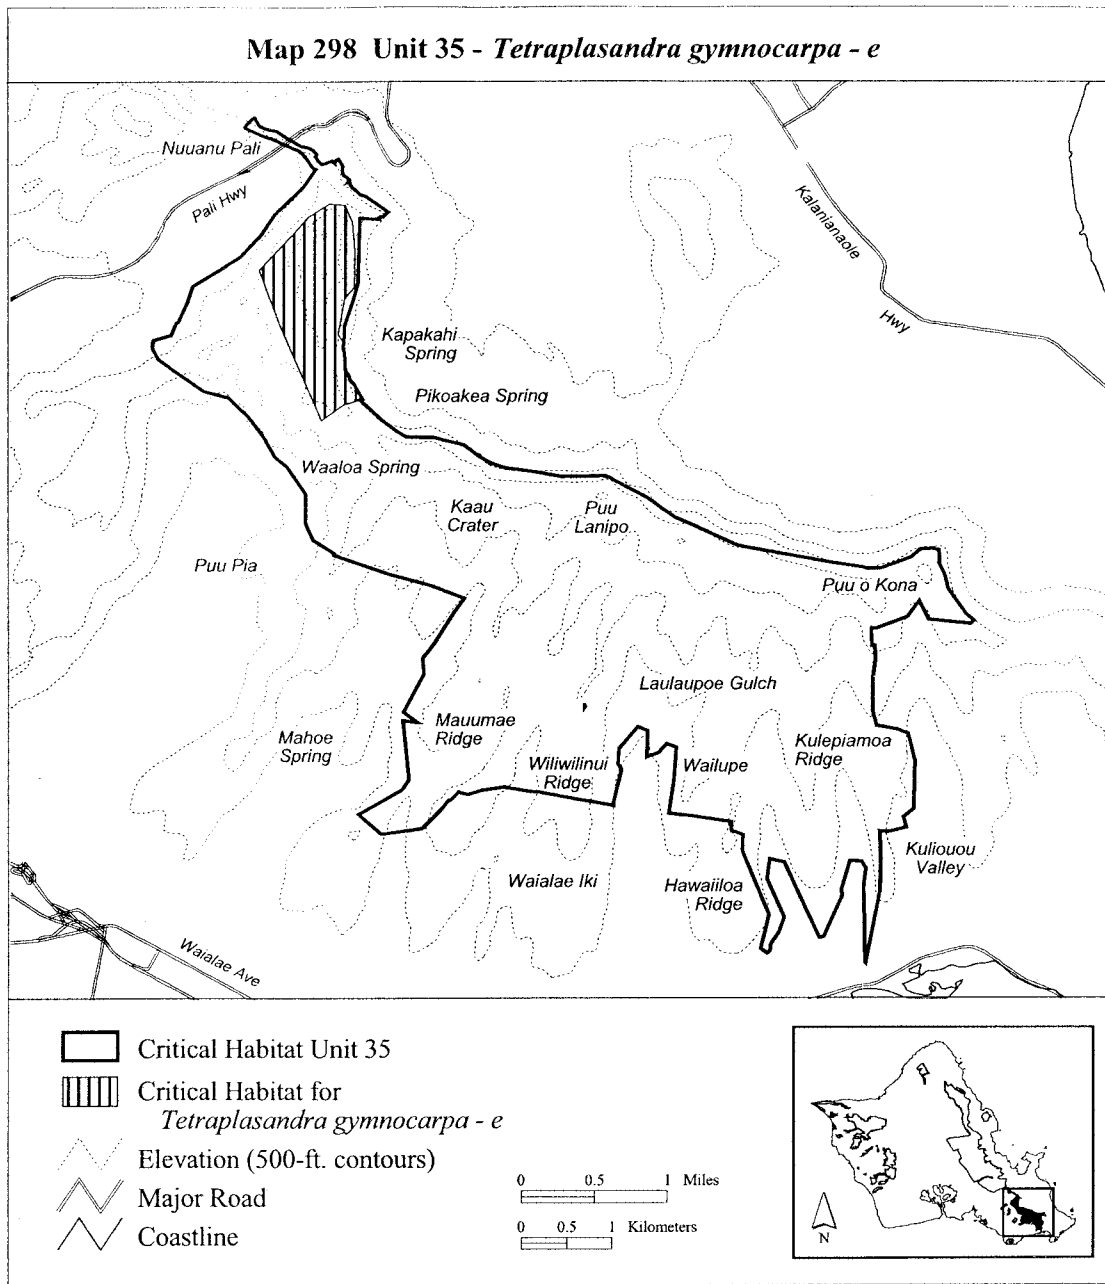 Map 298 Unit 35 - Tetraplasandra gymnocarpa - e
Nuuanu Pali
Pali Hwy
Kalanianaole
Hwy
Kapakahi
Spring
Pikoakea Spring
Waaloa Spring
Kaau
Crater
Puu
Lanipo
Puu Pia
Puu o Kona
Laulaupoe Gulch
Mauumae
Ridge
Mahoe
Spring
Wiliwilinui
Ridge
Wailupe
Kulepiamoa
Ridge
Kuliouou
Valley
Waialae Iki
Hawaiiloa
Ridge
Waialae Ave
Critical Habitat Unit 35
Critical Habitat for
Tetraplasandra gymnocarpa - e
Elevation (500-ft. contours)
Major Road
Coastline
0 0.5 1 Miles
0 0.5 1 Kilometers
N